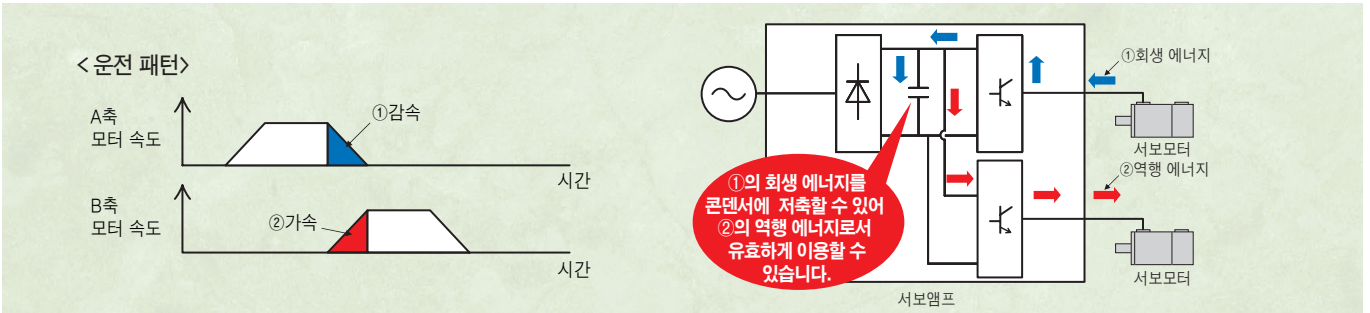 <운전 패턴>
A축
모터 속도
①감속
시간
B축
모터 속도
②가속
시간
①회생 에너지
서보모터
②역행 에너지
서보모터
①의 회생 에너지를
콘덴서에 저축할 수 있어
②의 역행 에너지로서
유효하게 이용할 수
있습니다.
서보앰프